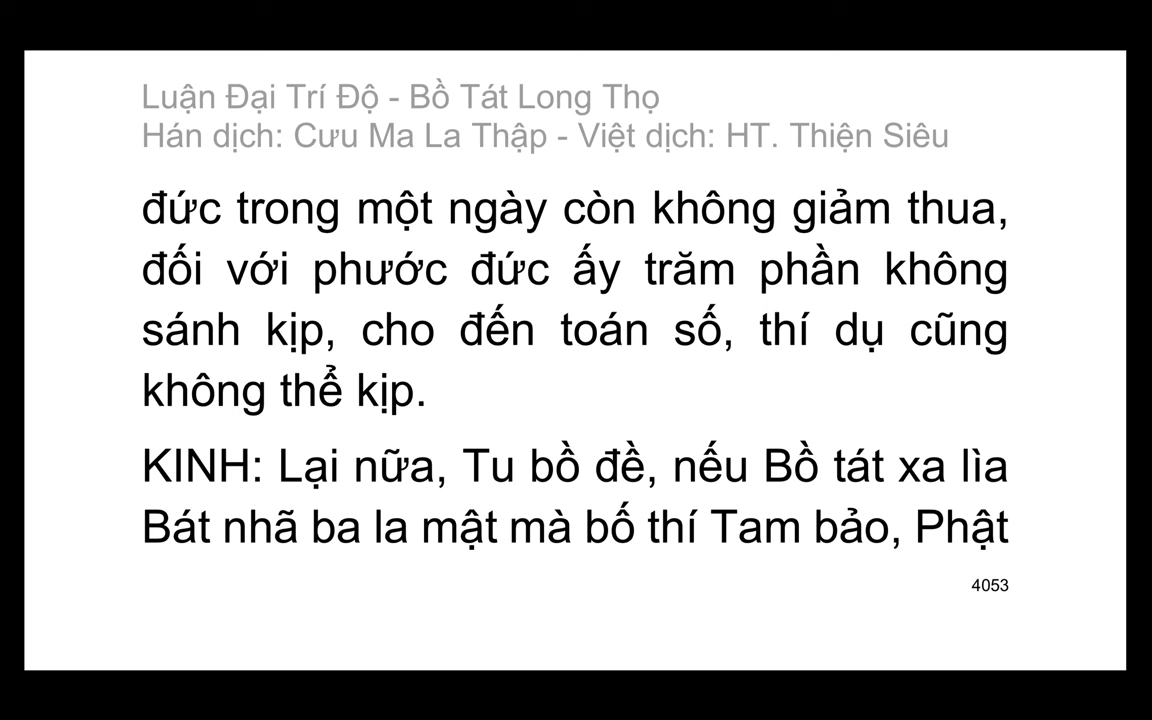 Luận Đại Trí Độ - Bồ Tát Long Thọ
Hán dịch: Cưu Ma La Thập - Việt dịch: HT. Thiện Siêu
đức trong một ngày còn không giảm thua,
đối với phước đức ấy trăm phần không
sánh kịp, cho đến toán số, thí dụ cũng
không thể kịp.
KINH: Lại nữa, Tu bồ đề, nếu Bồ tát xa lìa
Bát nhã ba la mật mà bố thí Tam bảo, Phật
4053